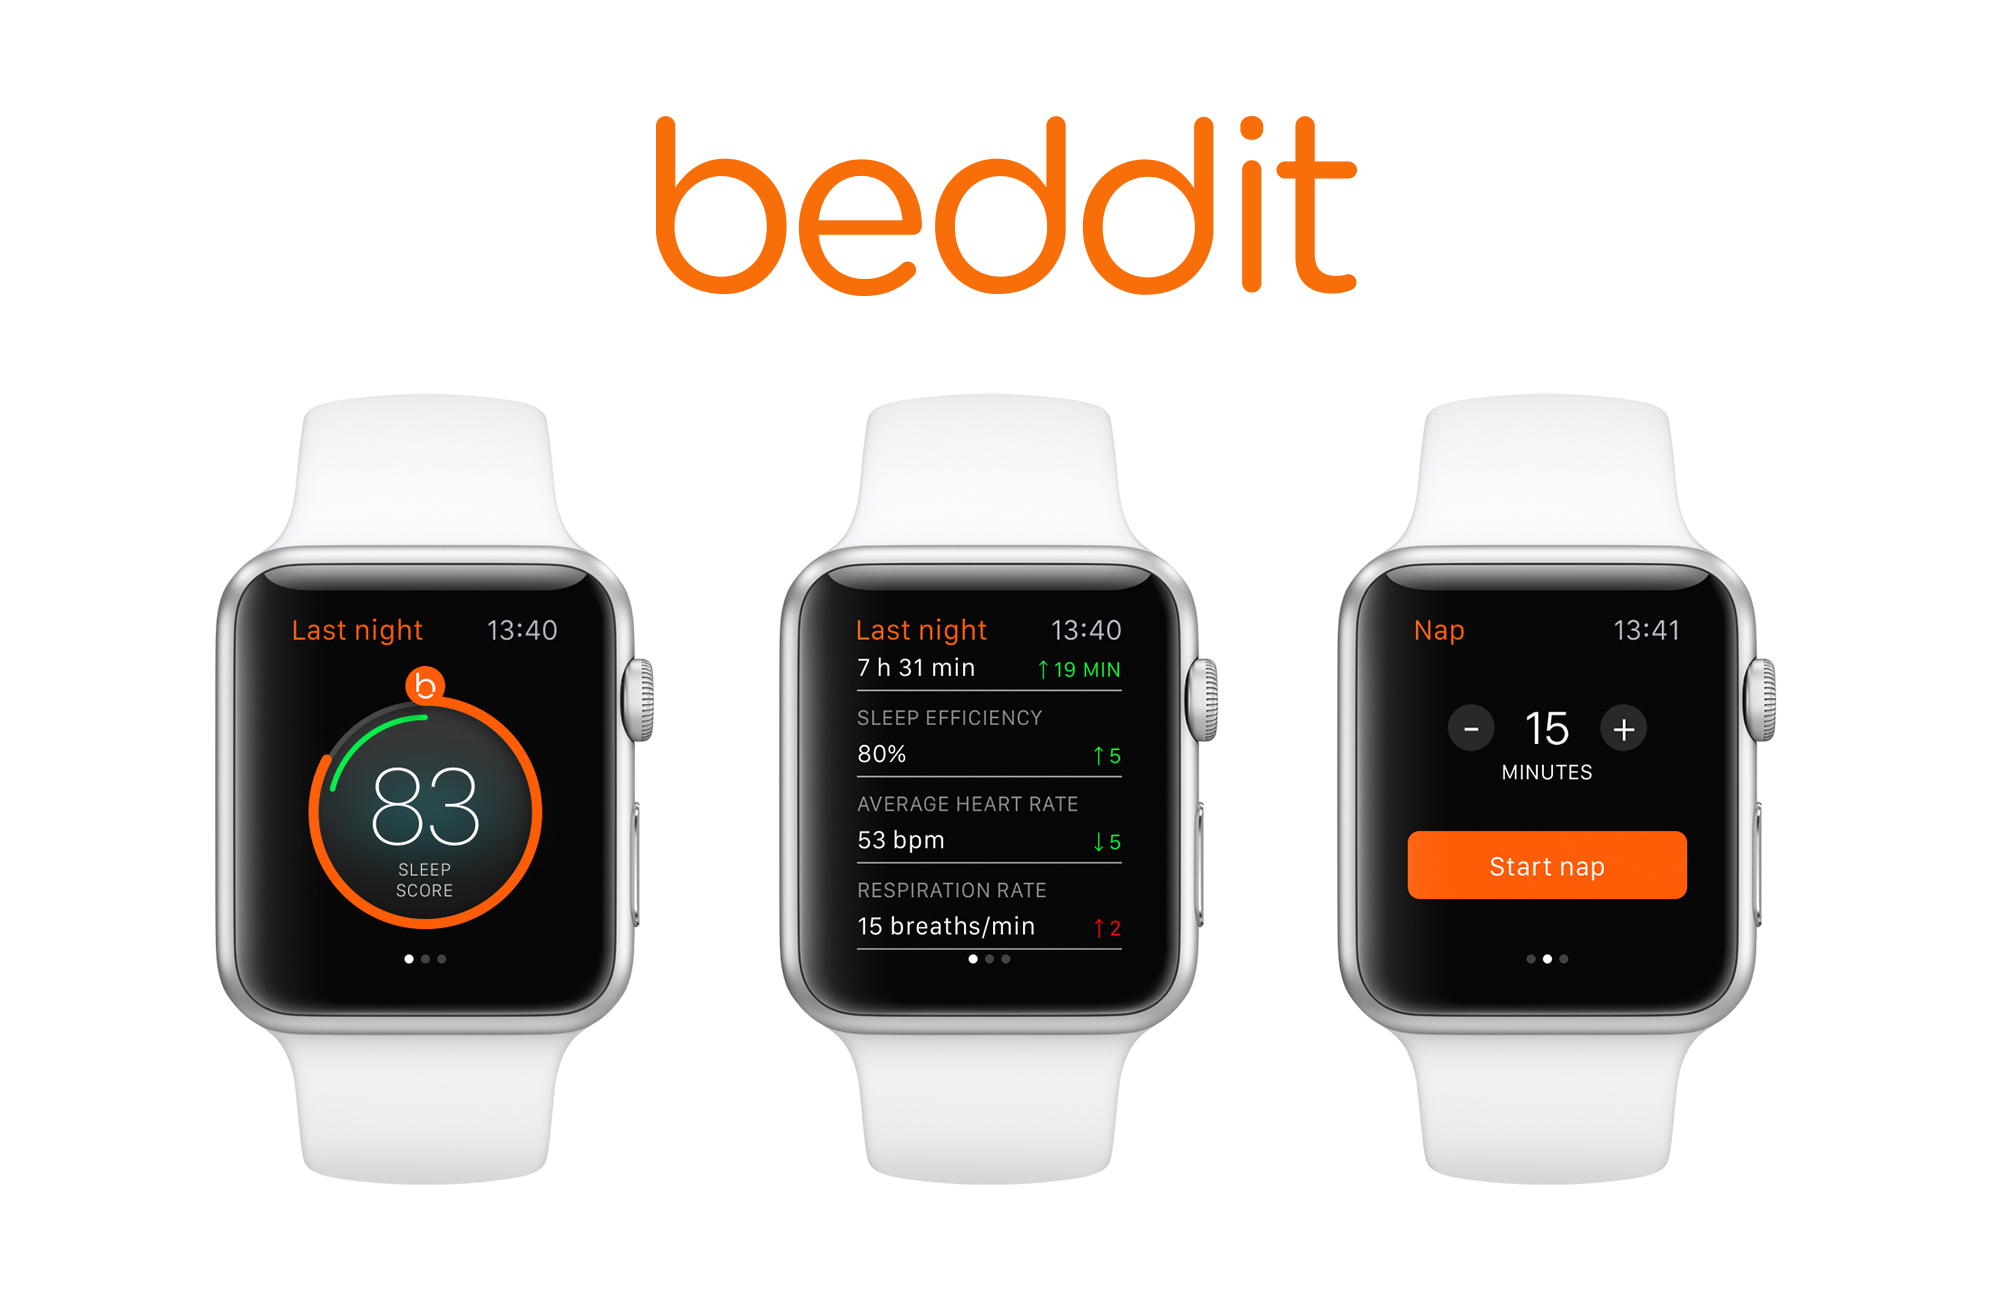 beddit
Last night 13:40
b
83
SLEEP
SCORE
Last night 13:40
7 h 31 min ↑19 MIN
SLEEP EFFICIENCY
80% ↑5
AVERAGE HEART RATE
53 bpm ↓5
RESPIRATION RATE
15 breaths/min ↑2
Nap 13:41
- 15 +
MINUTES
Start nap